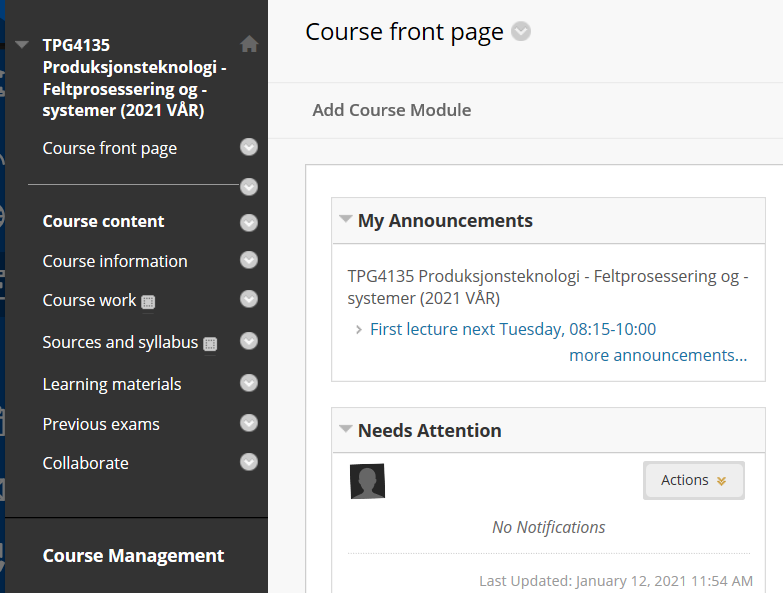 TPG4135
Produksjonsteknologi -
Feltprosessering og -
systemer (2021 VÅR)
Course front page
Course content
Course information
Course work
Sources and syllabus
Learning materials
Previous exams
Collaborate
Course Management
Course front page
Add Course Module
My Announcements
TPG4135 Produksjonsteknologi - Feltprosessering og -
systemer (2021 VÅR)
First lecture next Tuesday, 08:15-10:00
more announcements...
Needs Attention
Actions
No Notifications
Last Updated: January 12, 2021 11:54 AM